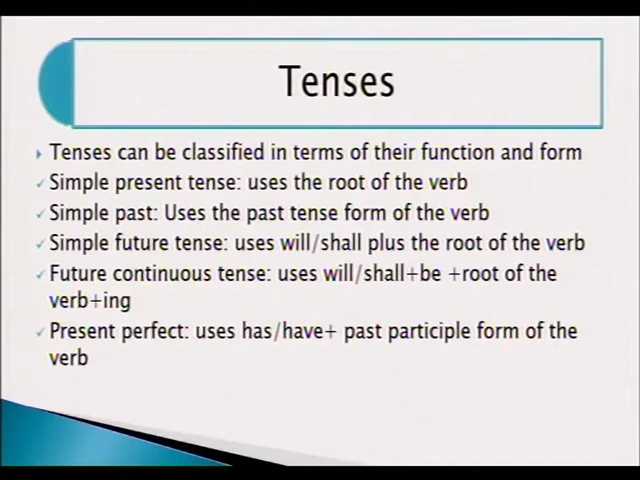 Tenses
Tenses can be classified in terms of their function and form
Simple present tense: uses the root of the verb
Simple past: Uses the past tense form of the verb
Simple future tense: uses will/shall plus the root of the verb
Future continuous tense: uses will/shall+be +root of the
verb+ing
Present perfect: uses has/have+ past participle form of the
verb